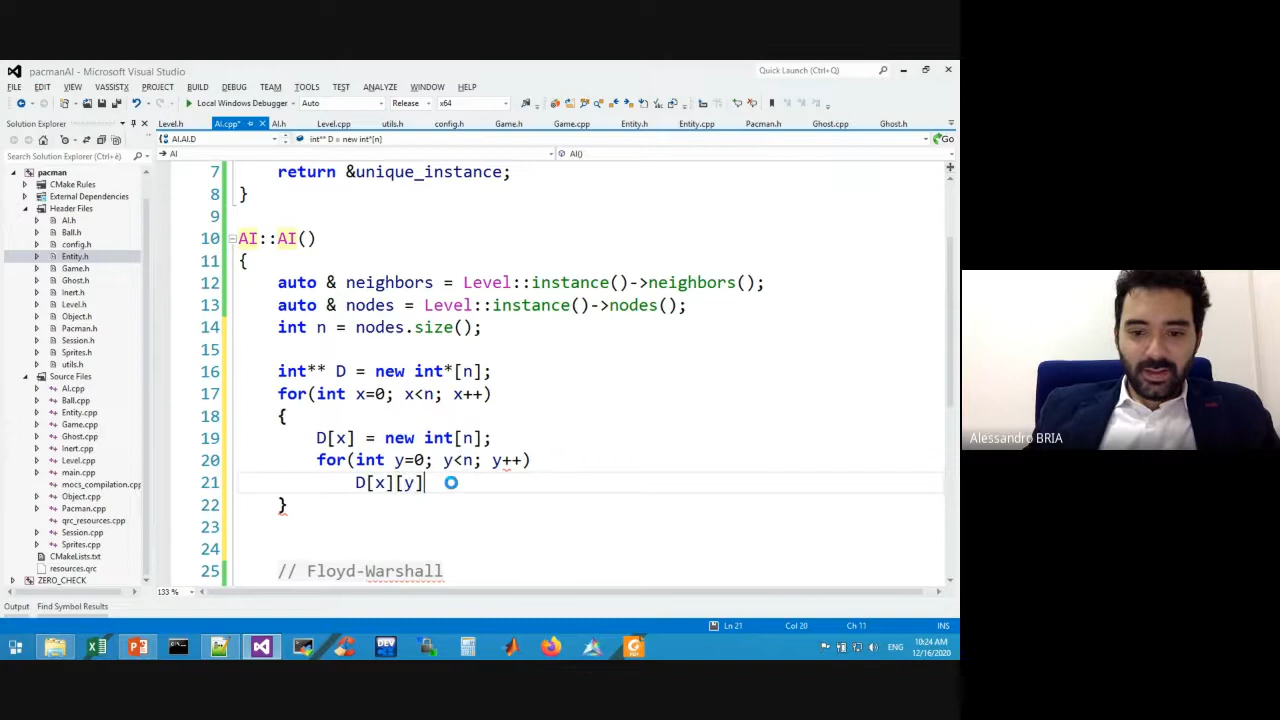 pacmanAI - Microsoft Visual Studio
Quick Launch (Ctrl+Q)
FILE EDIT VIEW VASSISTX PROJECT BUILD DEBUG TEAM TOOLS TEST ANALYZE WINDOW HELP
Local Windows Debugger Auto Release x64
Solution Explorer
Level.h AI.cpp* AI.h Level.cpp utils.h config.h Game.h Game.cpp Entity.h Entity.cpp Pacman.h Ghost.cpp Ghost.h
AI.AI.D int** D = new int*[n] Go
Search Solution Explorer (Ctrl+è)
AI AI()
pacman
CMake Rules
External Dependencies
Header Files
AI.h
Ball.h
config.h
Entity.h
Game.h
Ghost.h
Inert.h
Level.h
Object.h
Pacman.h
Session.h
Sprites.h
utils.h
Source Files
AI.cpp
Ball.cpp
Entity.cpp
Game.cpp
Ghost.cpp
Inert.cpp
Level.cpp
main.cpp
mocs_compilation.cpp
Object.cpp
Pacman.cpp
qrc_resources.cpp
Session.cpp
Sprites.cpp
CMakeLists.txt
resources.qrc
ZERO_CHECK
7 return &unique_instance;
8 }
9
10 AI::AI()
11 {
12 auto & neighbors = Level::instance()->neighbors();
13 auto & nodes = Level::instance()->nodes();
14 int n = nodes.size();
15
16 int** D = new int*[n];
17 for(int x=0; x<n; x++)
18 {
19 D[x] = new int[n];
20 for(int y=0; y<n; y++)
21 D[x][y]
22 }
23
24
25 // Floyd-Warshall
133 %
Output Find Symbol Results
Ln 21 Col 20 Ch 11 INS
DEV
PDF
ENG
10:24 AM
12/16/2020
Alessandro BRIA